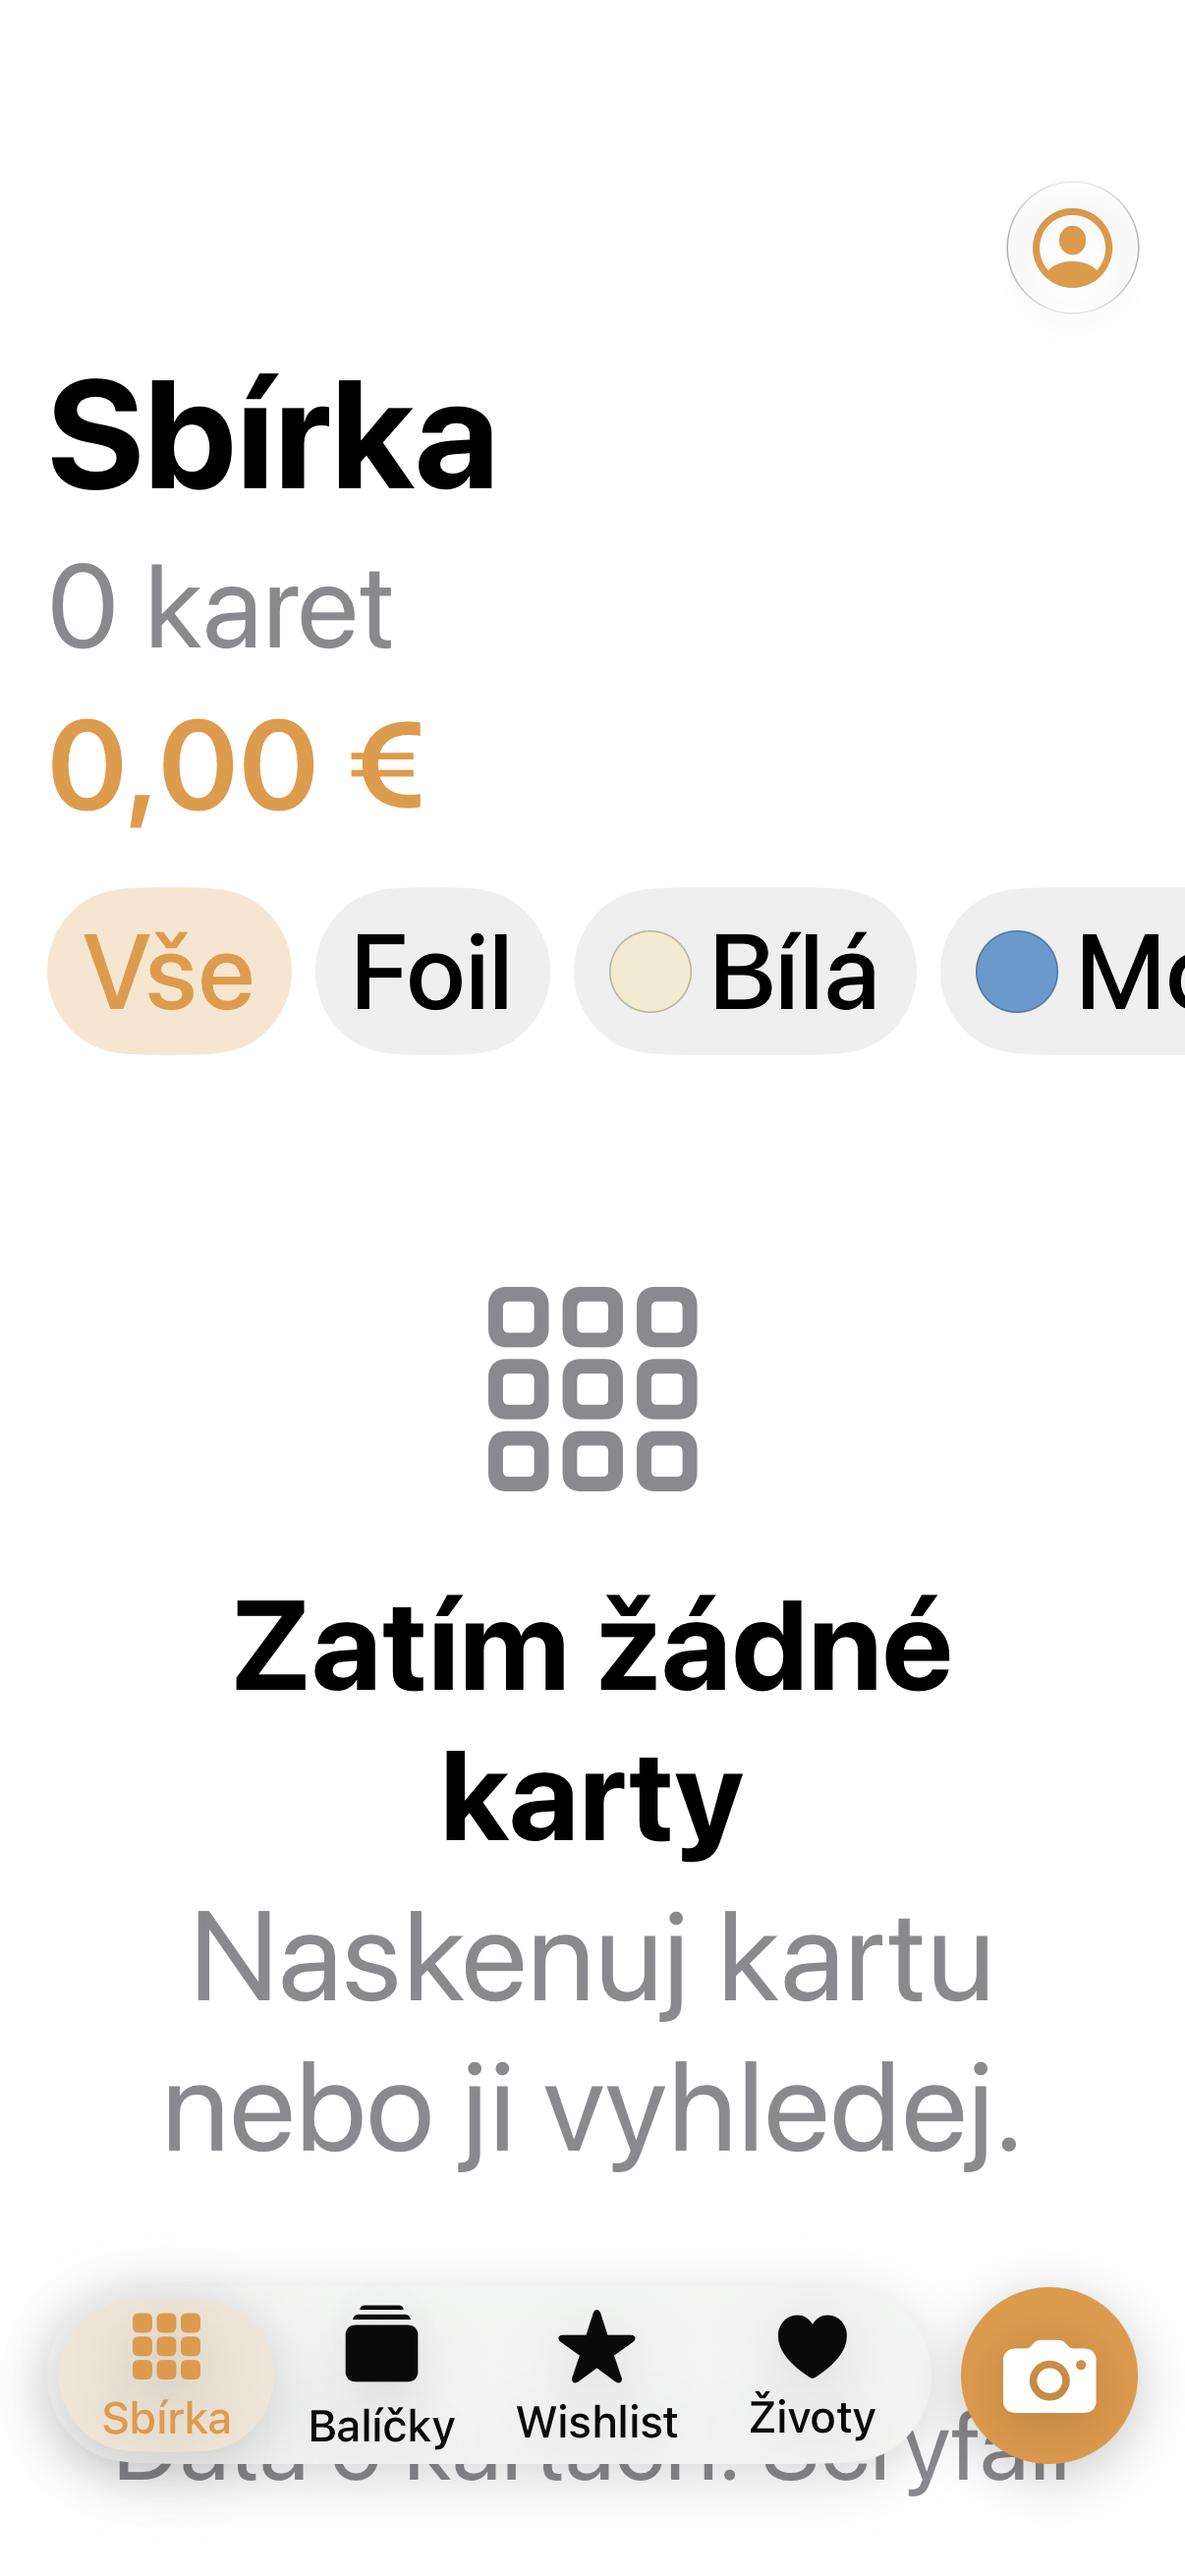 Sbírka
0 karet
0,00 €
Vše Foil Bílá
Zatím žádné
karty
Naskenuj kartu
nebo ji vyhledej.
Sbírka Balíčky Wishlist Životy